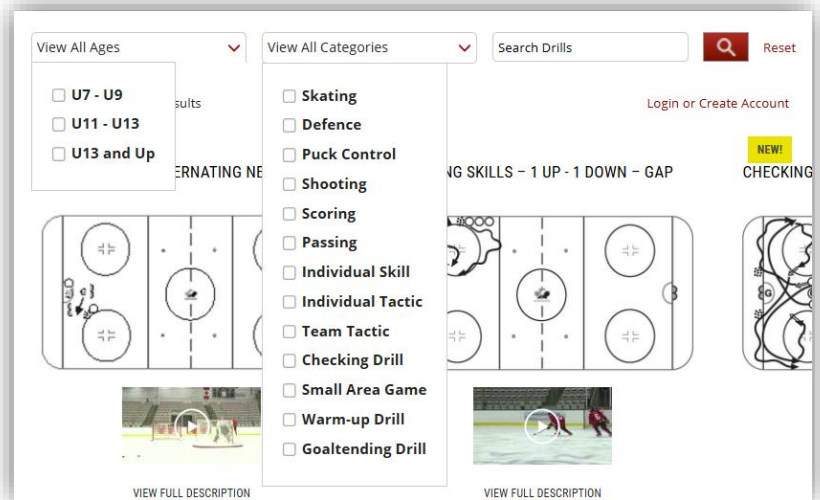 View All Ages
View All Categories
Search Drills
Reset
U7 - U9
U11 - U13
U13 and Up
sults
Login or Create Account
Skating
Defence
Puck Control
Shooting
Scoring
Passing
Individual Skill
Individual Tactic
Team Tactic
Checking Drill
Small Area Game
Warm-up Drill
Goaltending Drill
NEW!
ERNATING NE
NG SKILLS – 1 UP - 1 DOWN – GAP
CHECKING
VIEW FULL DESCRIPTION
VIEW FULL DESCRIPTION